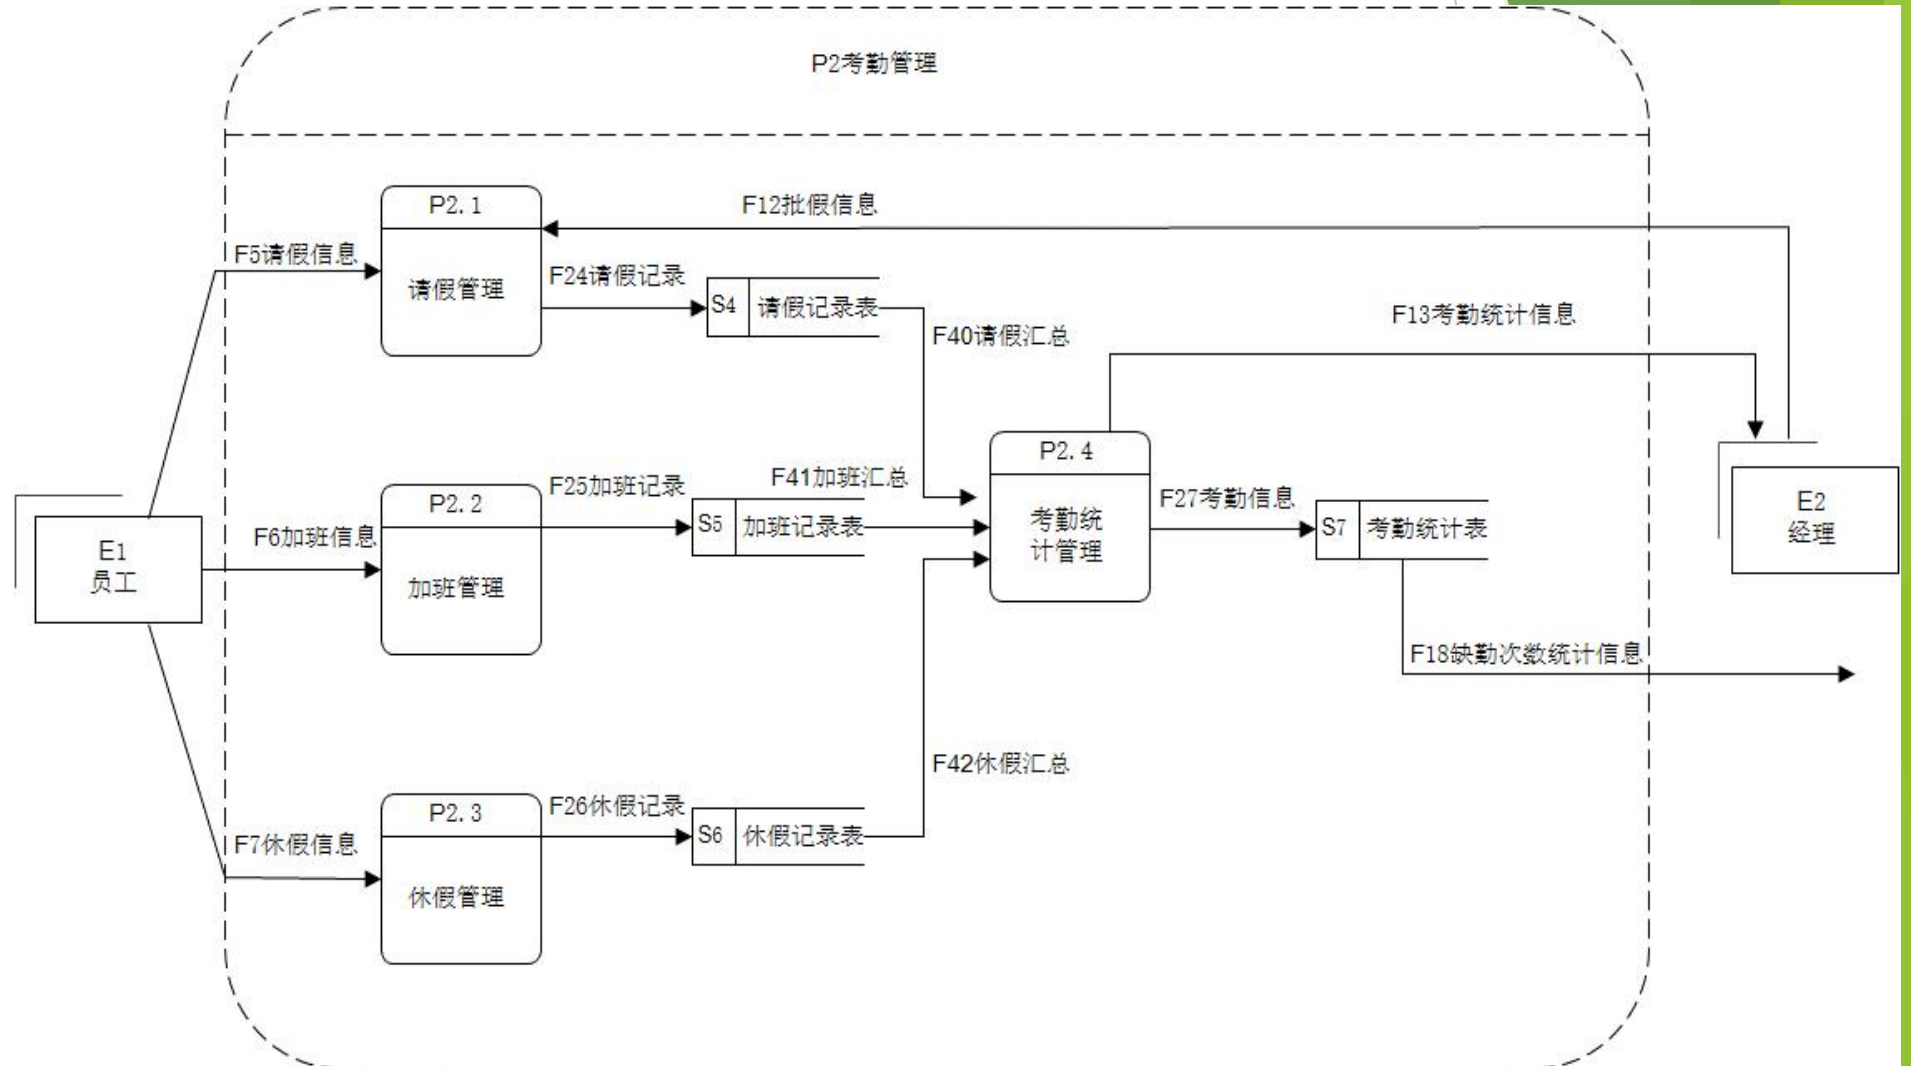 P2考勤管理
P2.1
F12批假信息
F5请假信息
请假管理
F24请假记录
S4
请假记录表
F40请假汇总
F13考勤统计信息
P2.4
F41加班汇总
F25加班记录
P2.2
F6加班信息
S5
加班记录表
考勤统
计管理
F27考勤信息
S7
考勤统计表
E2
经理
E1
员工
加班管理
F18缺勤次数统计信息
F42休假汇总
P2.3
F26休假记录
F7休假信息
S6
休假记录表
休假管理